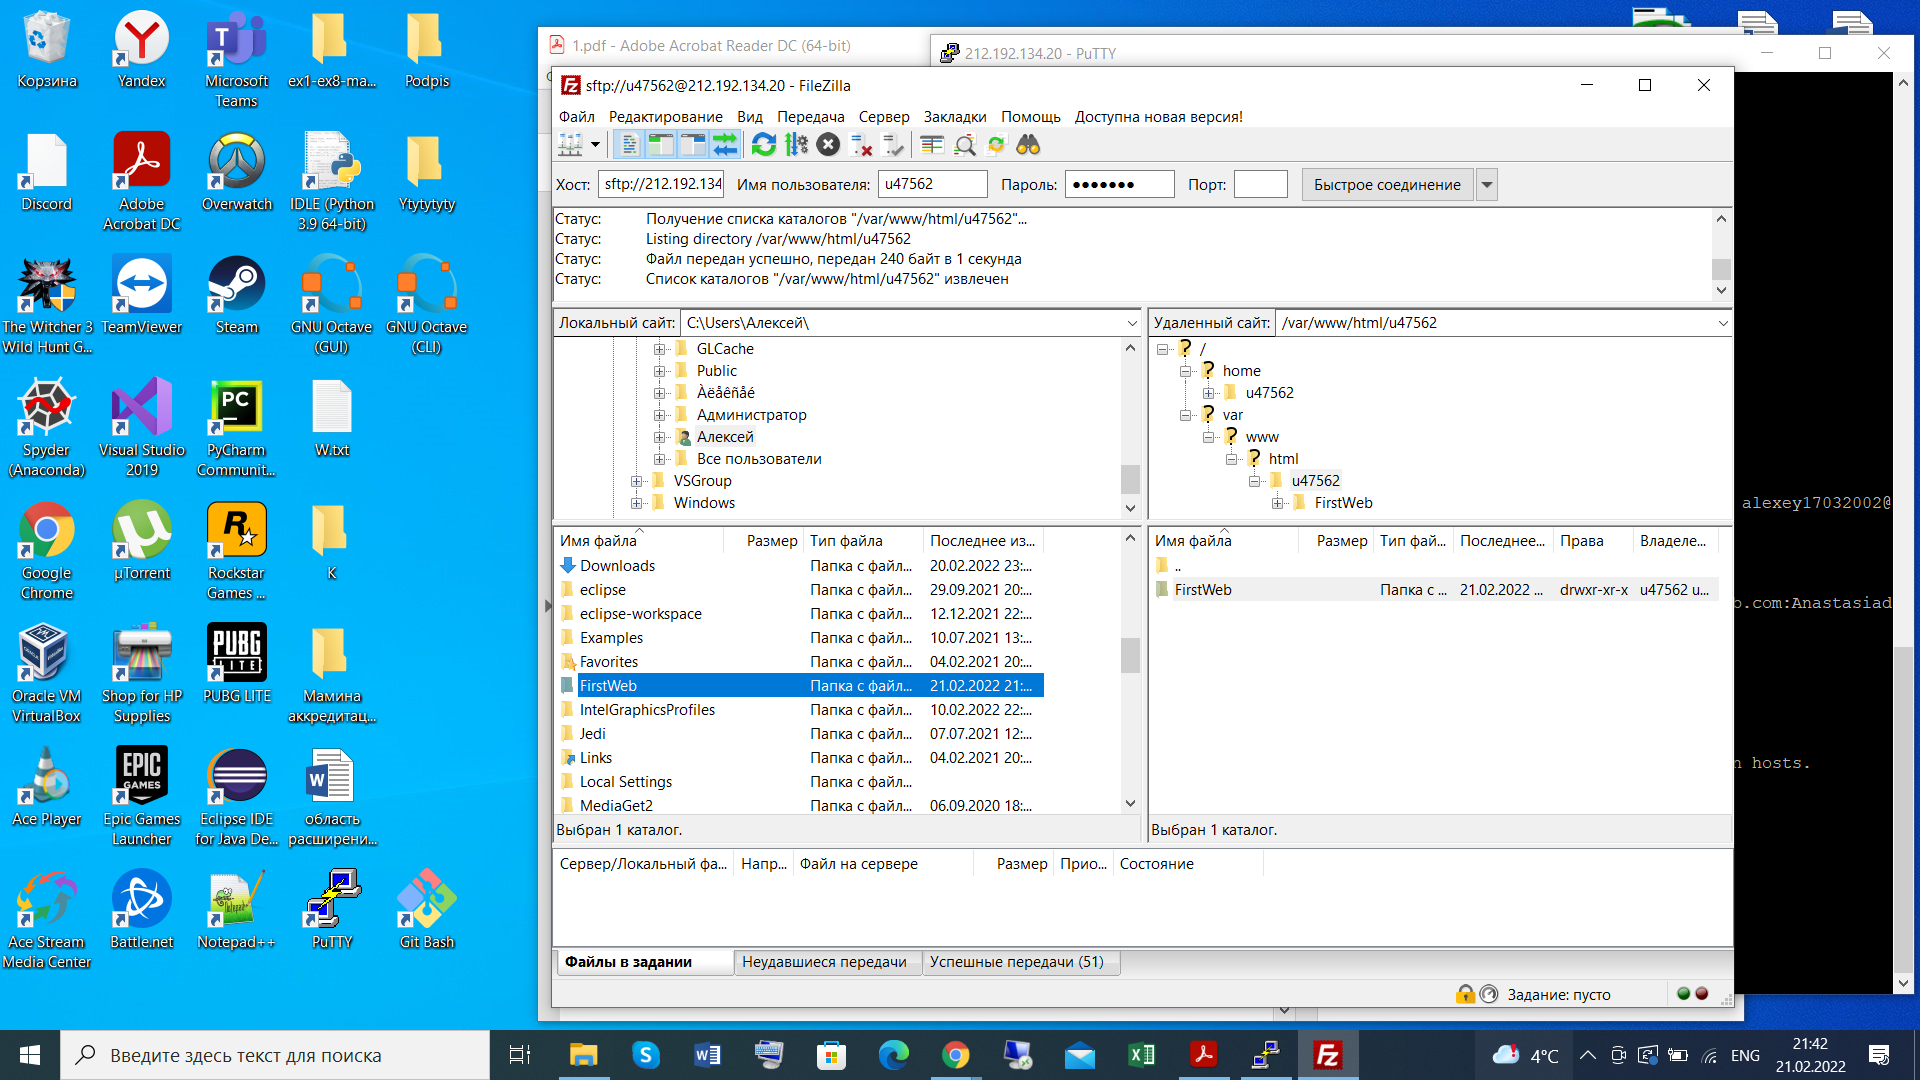 Корзина
Yandex
Microsoft
Teams
ex1-ex8-ma...
Podpis
Discord
Adobe
Acrobat DC
Overwatch
IDLE (Python
3.9 64-bit)
Ytytytyty
The Witcher 3
Wild Hunt G...
TeamViewer
Steam
GNU Octave
(GUI)
GNU Octave
(CLI)
Spyder
(Anaconda)
Visual Studio
2019
PyCharm
Communit...
W.txt
Google
Chrome
µTorrent
Rockstar
Games ...
K
Oracle VM
VirtualBox
Shop for HP
Supplies
PUBG LITE
Мамина
аккредитац...
Ace Player
Epic Games
Launcher
Eclipse IDE
for Java De...
область
расширени...
Ace Stream
Media Center
Battle.net
Notepad++
PuTTY
Git Bash
1.pdf - Adobe Acrobat Reader DC (64-bit)
212.192.134.20 - PuTTY
alexey17032002@
b.com:Anastasiad
n hosts.
sftp://u47562@212.192.134.20 - FileZilla
Файл Редактирование Вид Передача Сервер Закладки Помощь Доступна новая версия!
Хост: sftp://212.192.134 Имя пользователя: u47562 Пароль: ●●●●●●● Порт: Быстрое соединение
Статус: Получение списка каталогов "/var/www/html/u47562"...
Статус: Listing directory /var/www/html/u47562
Статус: Файл передан успешно, передан 240 байт в 1 секунда
Статус: Список каталогов "/var/www/html/u47562" извлечен
Локальный сайт: C:\Users\Алексей\
GLCache
Public
Àëåêñåé
Администратор
Алексей
Все пользователи
VSGroup
Windows
Удаленный сайт: /var/www/html/u47562
/
home
u47562
var
www
html
u47562
FirstWeb
Имя файла Размер Тип файла Последнее из...
Downloads Папка с файл... 20.02.2022 23:...
eclipse Папка с файл... 29.09.2021 20:...
eclipse-workspace Папка с файл... 12.12.2021 22:...
Examples Папка с файл... 10.07.2021 13:...
Favorites Папка с файл... 04.02.2021 20:...
FirstWeb Папка с файл... 21.02.2022 21:...
IntelGraphicsProfiles Папка с файл... 10.02.2022 22:...
Jedi Папка с файл... 07.07.2021 12:...
Links Папка с файл... 04.02.2021 20:...
Local Settings Папка с файл...
MediaGet2 Папка с файл... 06.09.2020 18:...
Выбран 1 каталог.
Имя файла Размер Тип фай... Последнее... Права Владеле...
..
FirstWeb Папка с ... 21.02.2022 ... drwxr-xr-x u47562 u...
Выбран 1 каталог.
Сервер/Локальный фа... Напр... Файл на сервере Размер Прио... Состояние
Файлы в задании Неудавшиеся передачи Успешные передачи (51)
Задание: пусто
Введите здесь текст для поиска
4°C
ENG
21:42
21.02.2022